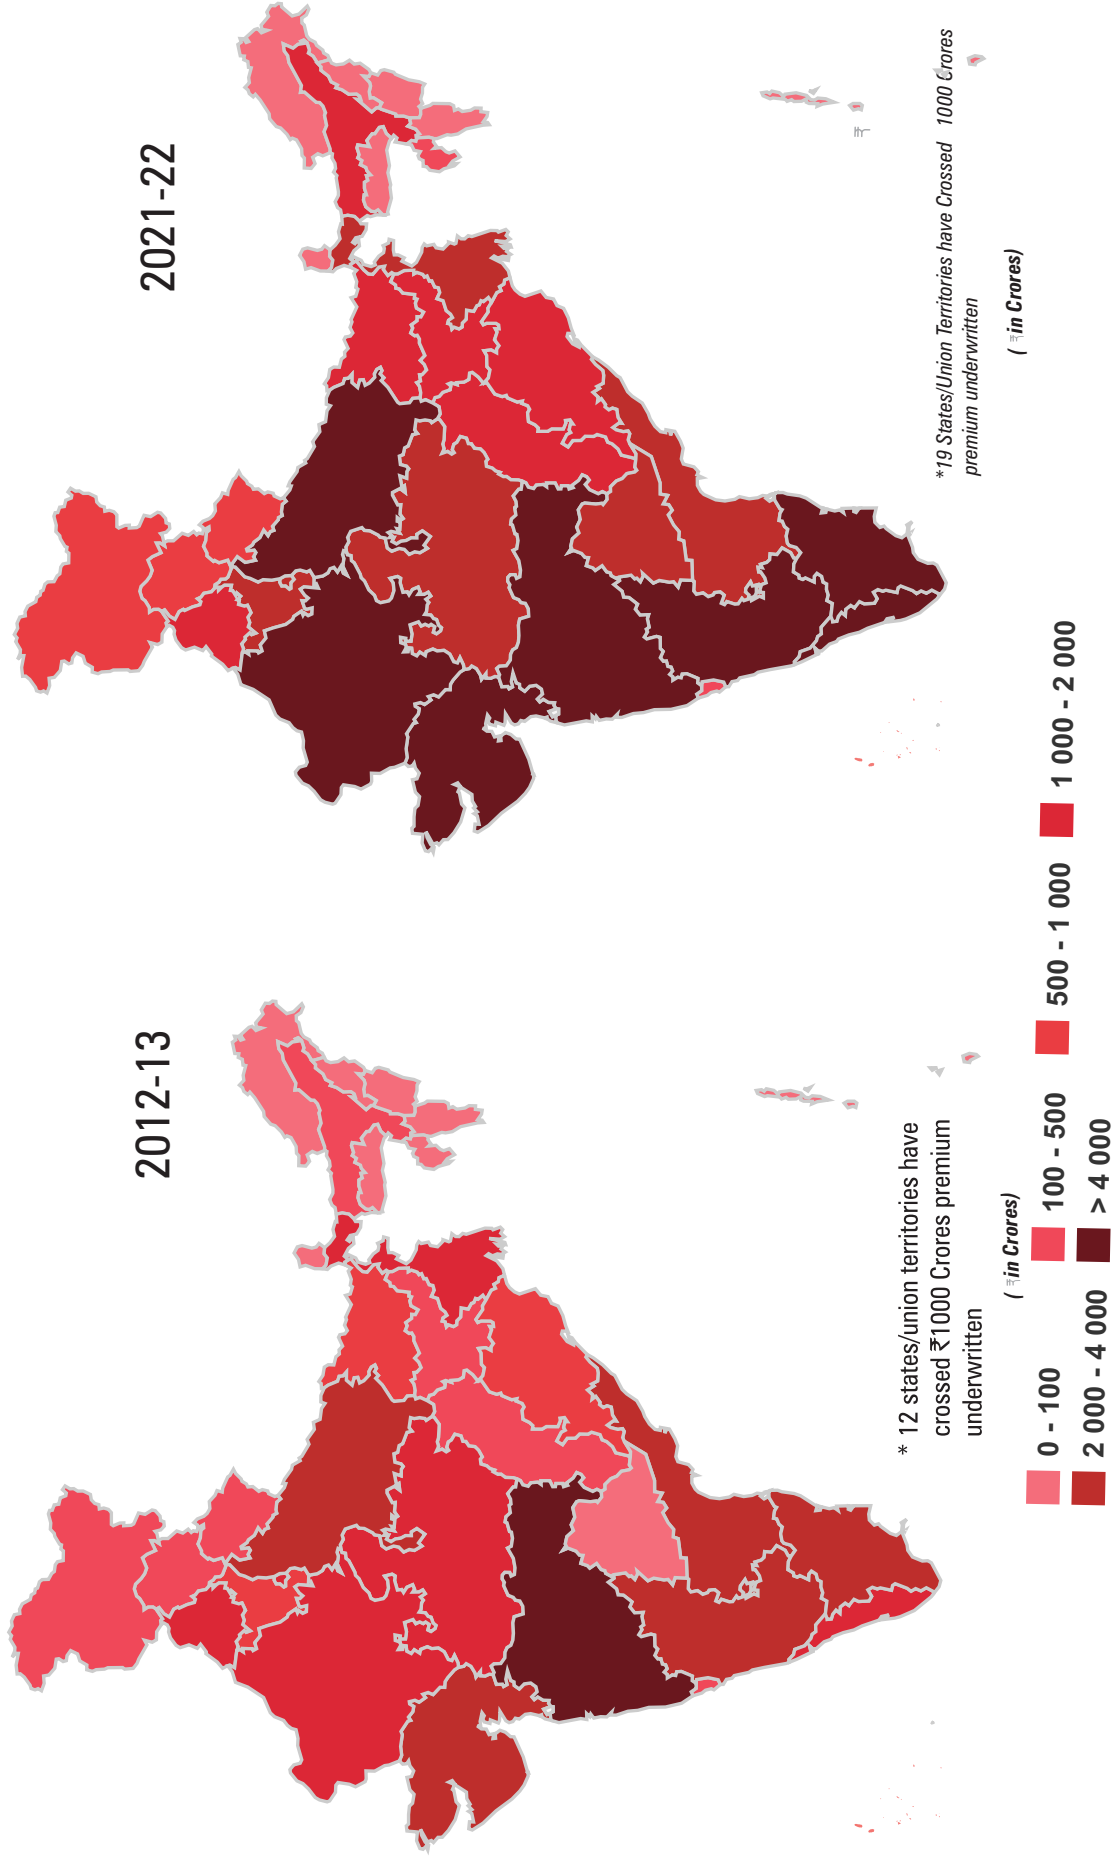 2012-13
* 12 states/union territories have
crossed ₹1000 Crores premium
underwritten
( ₹in Crores)
2021-22
₹
*19 States/Union Territories have Crossed 1000 Crores
premium underwritten
( ₹in Crores)
0 - 100
100 - 500
500 - 1 000
1 000 - 2 000
2 000 - 4 000
> 4 000